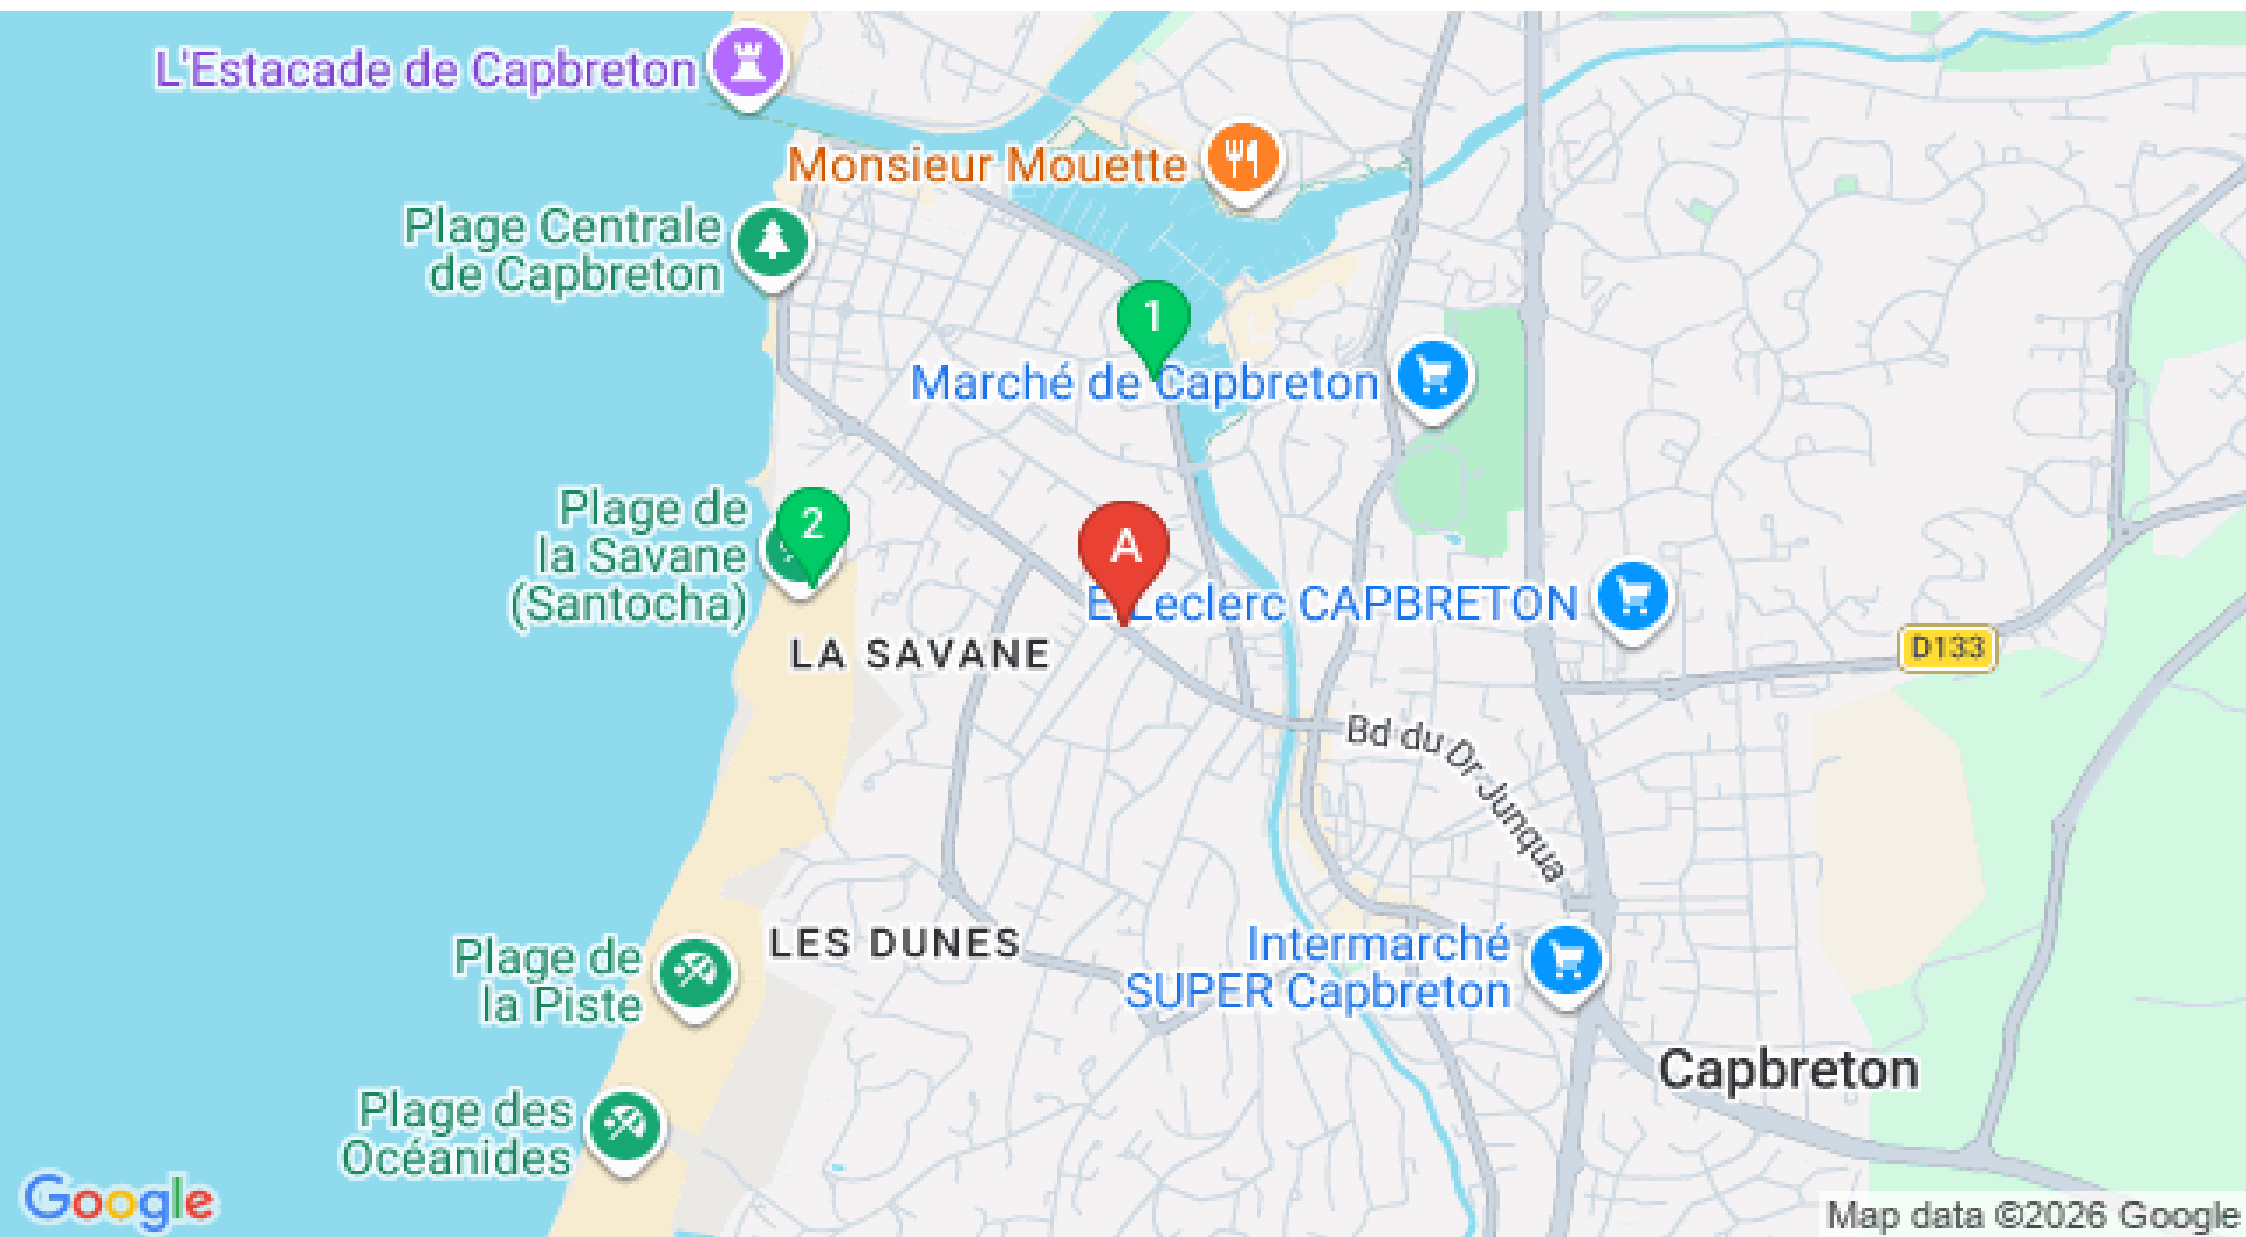 L'Estacade de Capbreton
Monsieur Mouette
Plage Centrale
de Capbreton
1
Marché de Capbreton
Plage de
la Savane
(Santocha)
2
A
E.Leclerc CAPBRETON
LA SAVANE
D133
Bd du Dr Junqua
LES DUNES
Plage de
la Piste
Intermarché
SUPER Capbreton
Capbreton
Plage des
Océanides
Google
Map data ©2026 Google